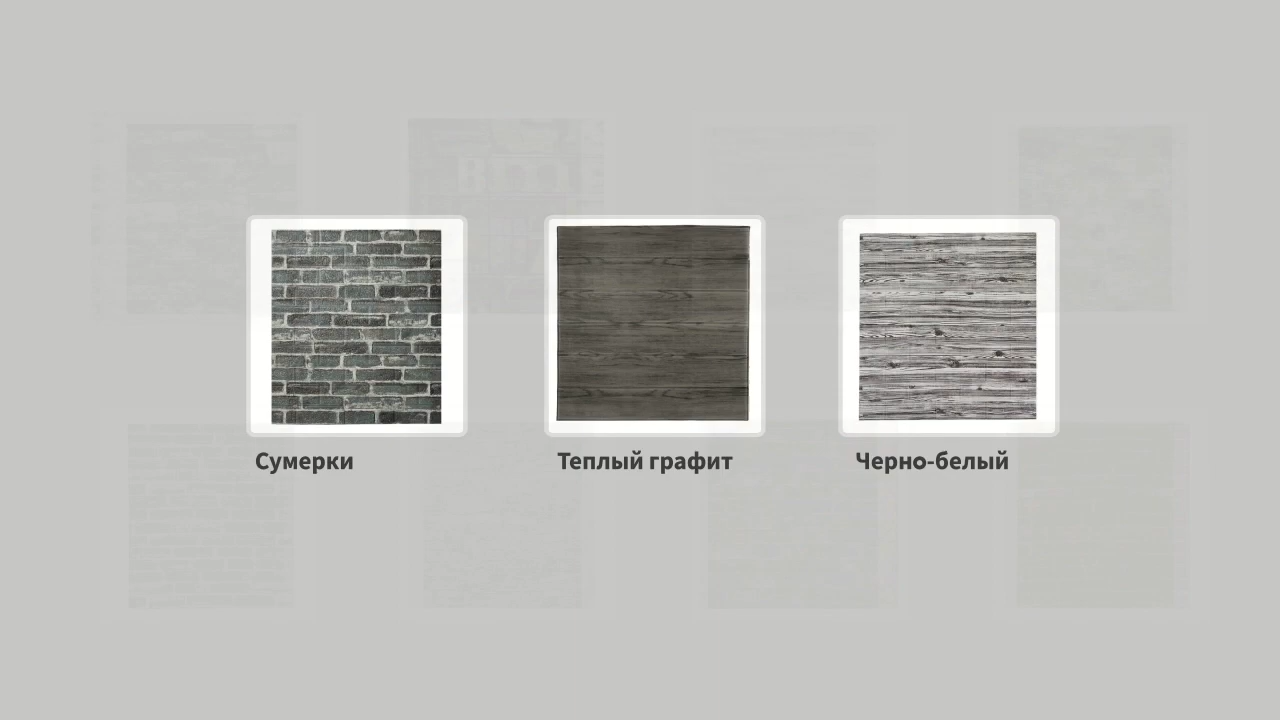 Сумерки
Теплый графит
Черно-белый